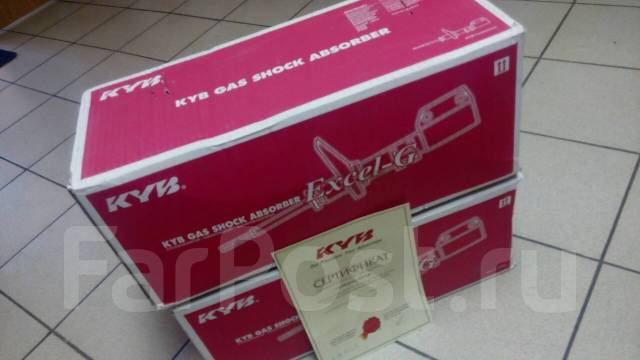 KYB
KYB GAS SHOCK ABSORBER
KYB
KYB GAS SHOCK ABSORBER
Excel-G
KYB
СЕРТИФИКАТ
KYB
KYB GAS SHOCK ABSORBER
G
FarPost.ru